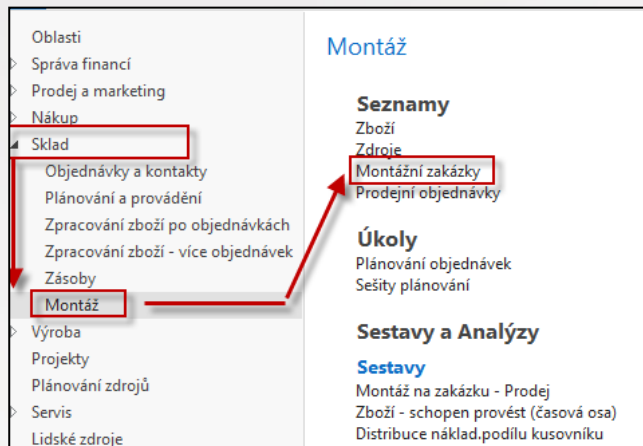 Oblasti
Správa financí
Prodej a marketing
Nákup
Sklad
Objednávky a kontakty
Plánování a provádění
Zpracování zboží po objednávkách
Zpracování zboží - více objednávek
Zásoby
Montáž
Výroba
Projekty
Plánování zdrojů
Servis
Lidské zdroje
Montáž
Seznamy
Zboží
Zdroje
Montážní zakázky
Prodejní objednávky
Úkoly
Plánování objednávek
Sešity plánování
Sestavy a Analýzy
Sestavy
Montáž na zakázku - Prodej
Zboží - schopen provést (časová osa)
Distribuce náklad.podílu kusovníku